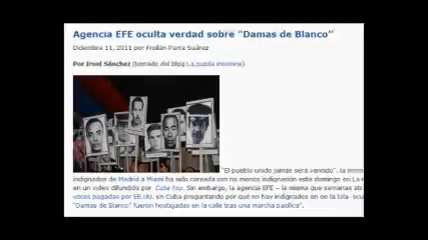 Agencia EFE oculta verdad sobre "Damas de Blanco"
Diciembre 11, 2011 por Froilán Parra Suárez
Por Iroel Sánchez (tomado del blog La pupila insomne)
"El pueblo unido jamás será vencido", la
indignados de Madrid a Miami ha sido coreada con no menos indignación este domingo en La
en un video difundido por Cuba hoy. Sin embargo, la agencia EFE – la misma que semanas
voces pagadas por EE.UU. en Cuba preguntando por qué no hay indignados en en la Isla-
"Damas de Blanco" fueron hostigadas en la calle tras una marcha pacífica".